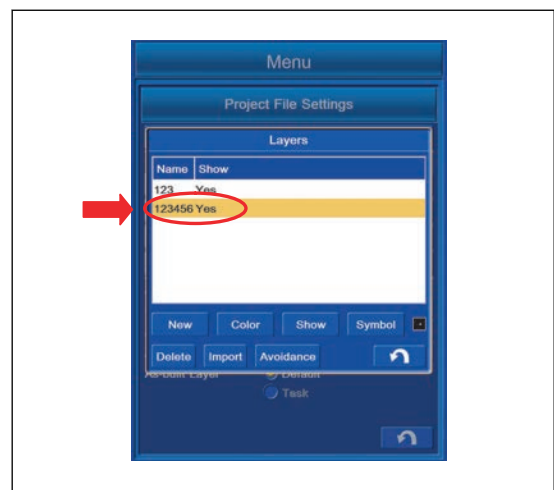 Menu
Project File Settings
Layers
Name Show
123 Yes
123456 Yes
New Color Show Symbol
Delete Import Avoidance
As-built Layer Default
Task